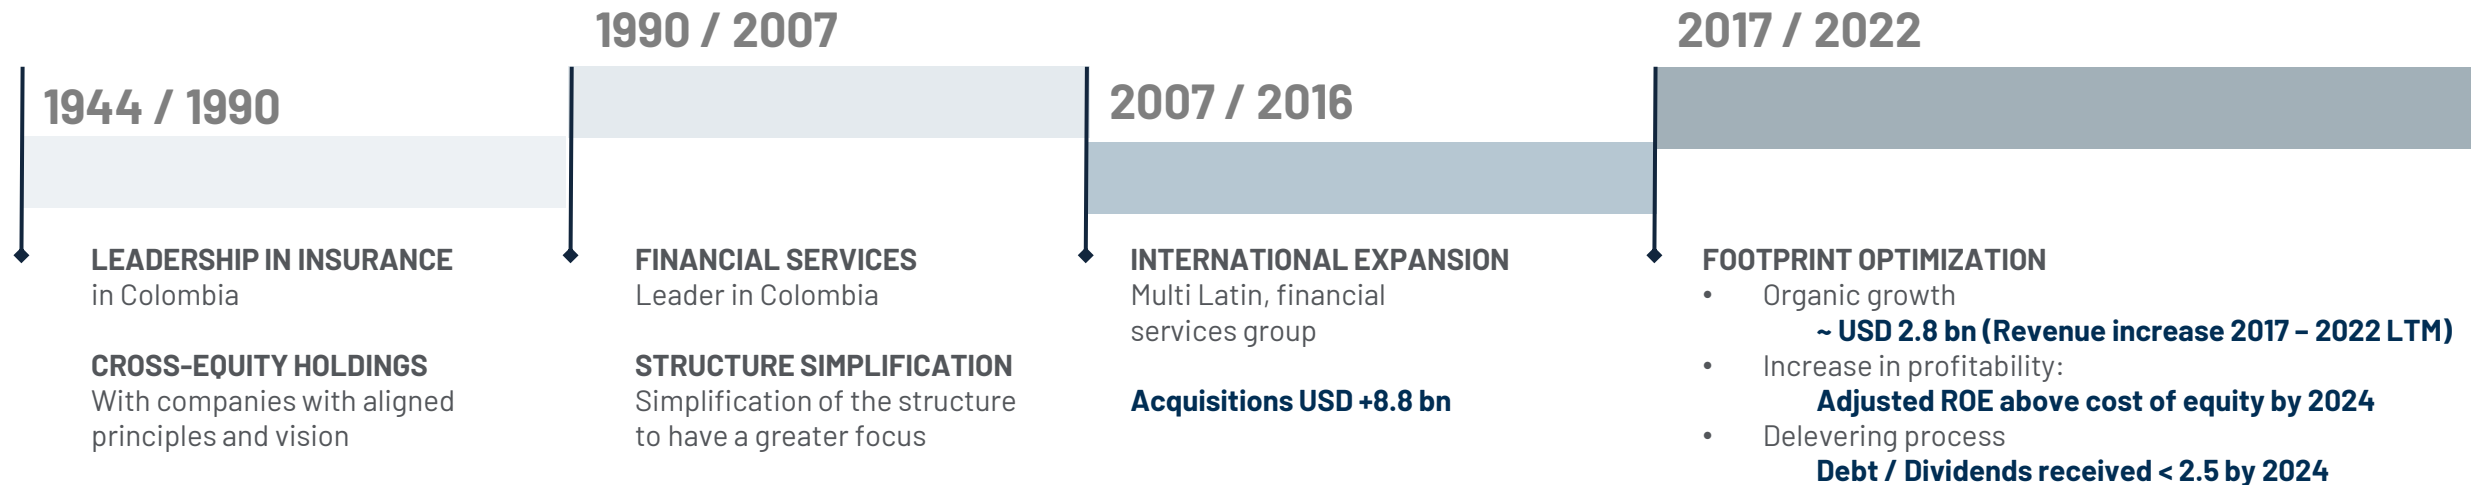 1944 / 1990
LEADERSHIP IN INSURANCE
in Colombia
CROSS-EQUITY HOLDINGS
With companies with aligned
principles and vision
1990 / 2007
FINANCIAL SERVICES
Leader in Colombia
STRUCTURE SIMPLIFICATION
Simplification of the structure
to have a greater focus
2007 / 2016
INTERNATIONAL EXPANSION
Multi Latin, financial
services group
Acquisitions USD +8.8 bn
2017 / 2022
FOOTPRINT OPTIMIZATION
• Organic growth
~ USD 2.8 bn (Revenue increase 2017 – 2022 LTM)
• Increase in profitability:
Adjusted ROE above cost of equity by 2024
• Delevering process
Debt / Dividends received < 2.5 by 2024